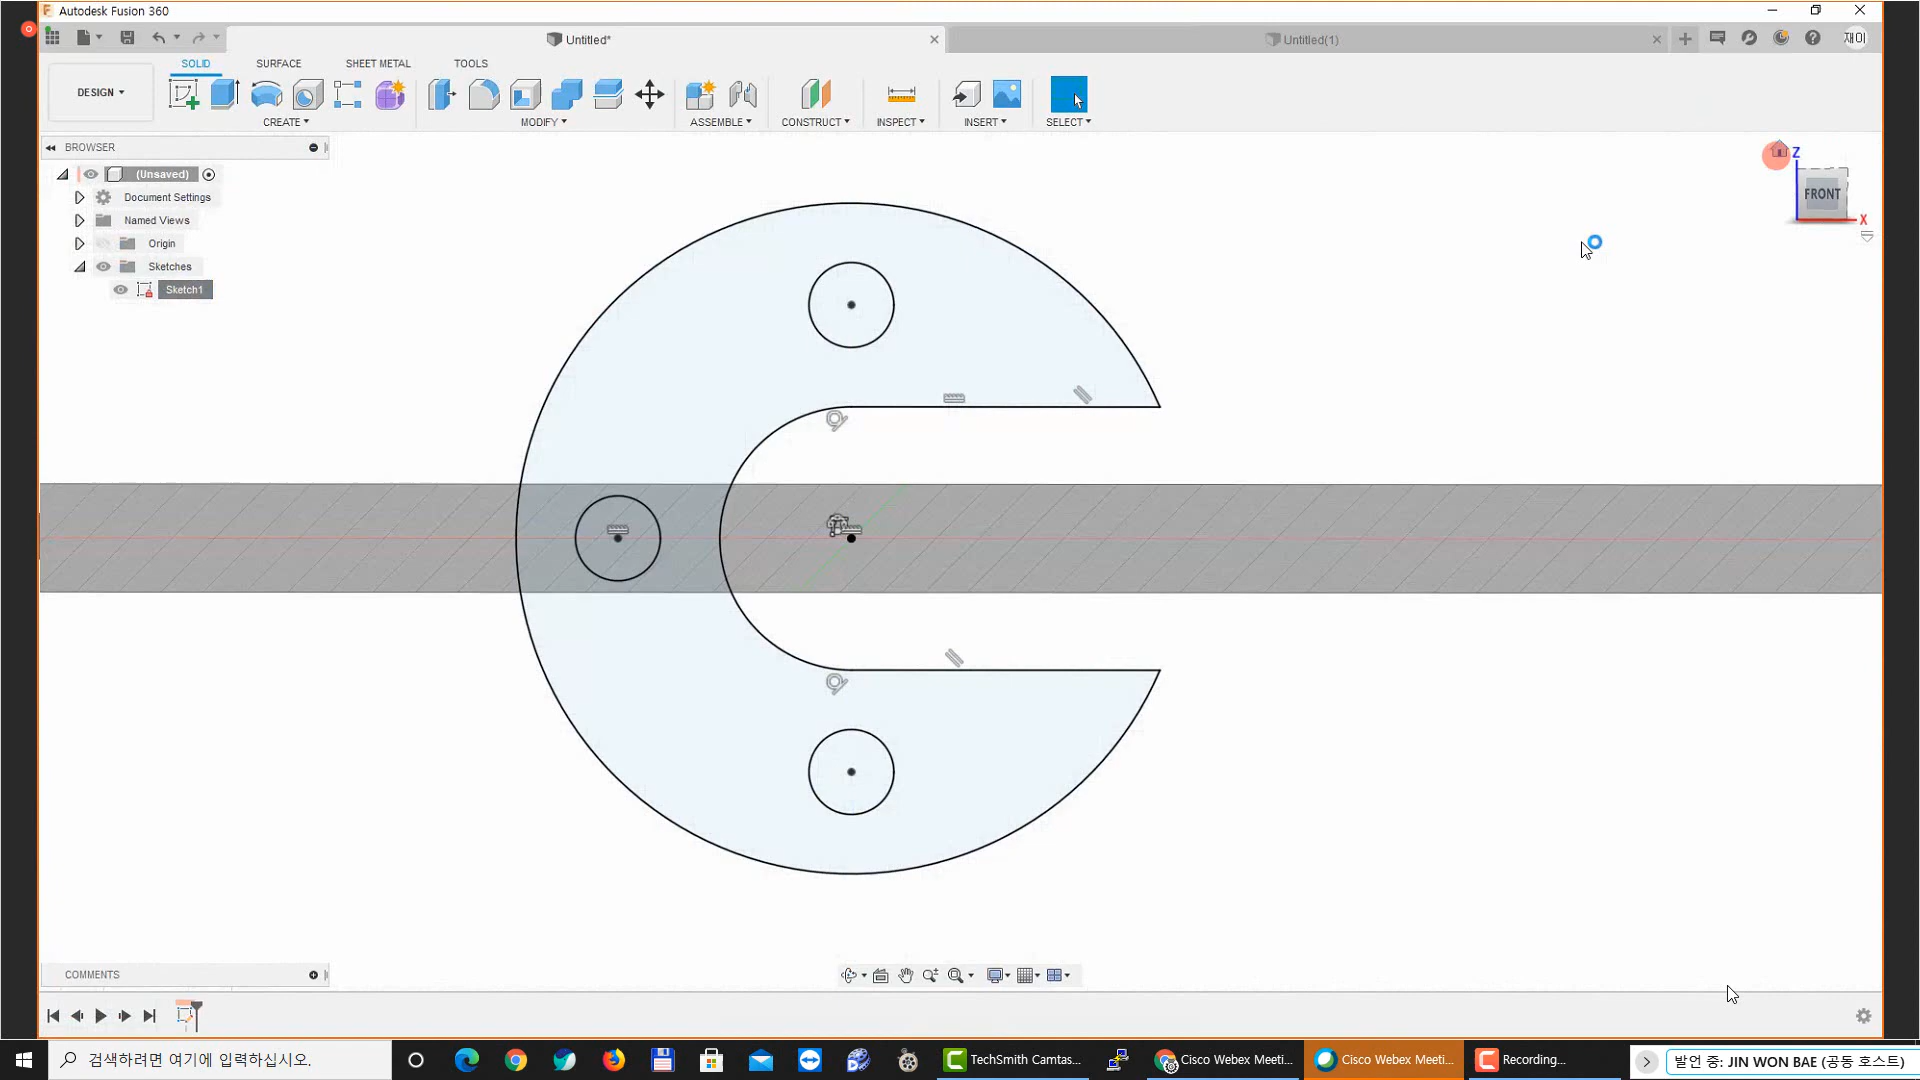 Autodesk Fusion 360
Untitled*
Untitled(1)
재이
DESIGN
SOLID
SURFACE
SHEET METAL
TOOLS
CREATE
MODIFY
ASSEMBLE
CONSTRUCT
INSPECT
INSERT
SELECT
BROWSER
(Unsaved)
Document Settings
Named Views
Origin
Sketches
Sketch1
Z
FRONT
X
COMMENTS
검색하려면 여기에 입력하십시오.
TechSmith Camtas...
Cisco Webex Meeti...
Cisco Webex Meeti...
Recording...
발언 중: JIN WON BAE (공동 호스트)